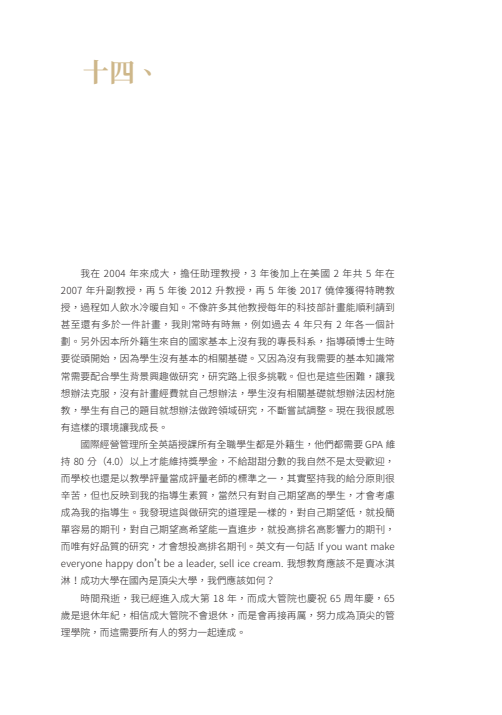 十四、
我在 2004 年來成大，擔任助理教授，3 年後加上在美國 2 年共 5 年在
2007 年升副教授，再 5 年後 2012 升教授，再 5 年後 2017 僥倖獲得特聘教
授，過程如人飲水冷暖自知。不像許多其他教授每年的科技部計畫能順利請到
甚至還有多於一件計畫，我則常時有時無，例如過去 4 年只有 2 年各一個計
劃。另外因本所外籍生來自的國家基本上沒有我的專長科系，指導碩博士生時
要從頭開始，因為學生沒有基本的相關基礎。又因為沒有我需要的基本知識常
常需要配合學生背景興趣做研究，研究路上很多挑戰。但也是這些困難，讓我
想辦法克服，沒有計畫經費就自己想辦法，學生沒有相關基礎就想辦法因材施
教，學生有自己的題目就想辦法做跨領域研究，不斷嘗試調整。現在我很感恩
有這樣的環境讓我成長。
國際經營管理所全英語授課所有全職學生都是外籍生，他們都需要 GPA 維
持 80 分（4.0）以上才能維持獎學金，不給甜甜分數的我自然不是太受歡迎，
而學校也還是以教學評量當成評量老師的標準之一，其實堅持我的給分原則很
辛苦，但也反映到我的指導生素質，當然只有對自己期望高的學生，才會考慮
成為我的指導生。我發現這與做研究的道理是一樣的，對自己期望低，就投簡
單容易的期刊，對自己期望高希望能一直進步，就投高排名高影響力的期刊，
而唯有好品質的研究，才會想投高排名期刊。英文有一句話 If you want make
everyone happy don't be a leader, sell ice cream. 我想教育應該不是賣冰淇
淋！成功大學在國內是頂尖大學，我們應該如何？
時間飛逝，我已經進入成大第 18 年，而成大管院也慶祝 65 周年慶，65
歲是退休年紀，相信成大管院不會退休，而是會再接再厲，努力成為頂尖的管
理學院，而這需要所有人的努力一起達成。